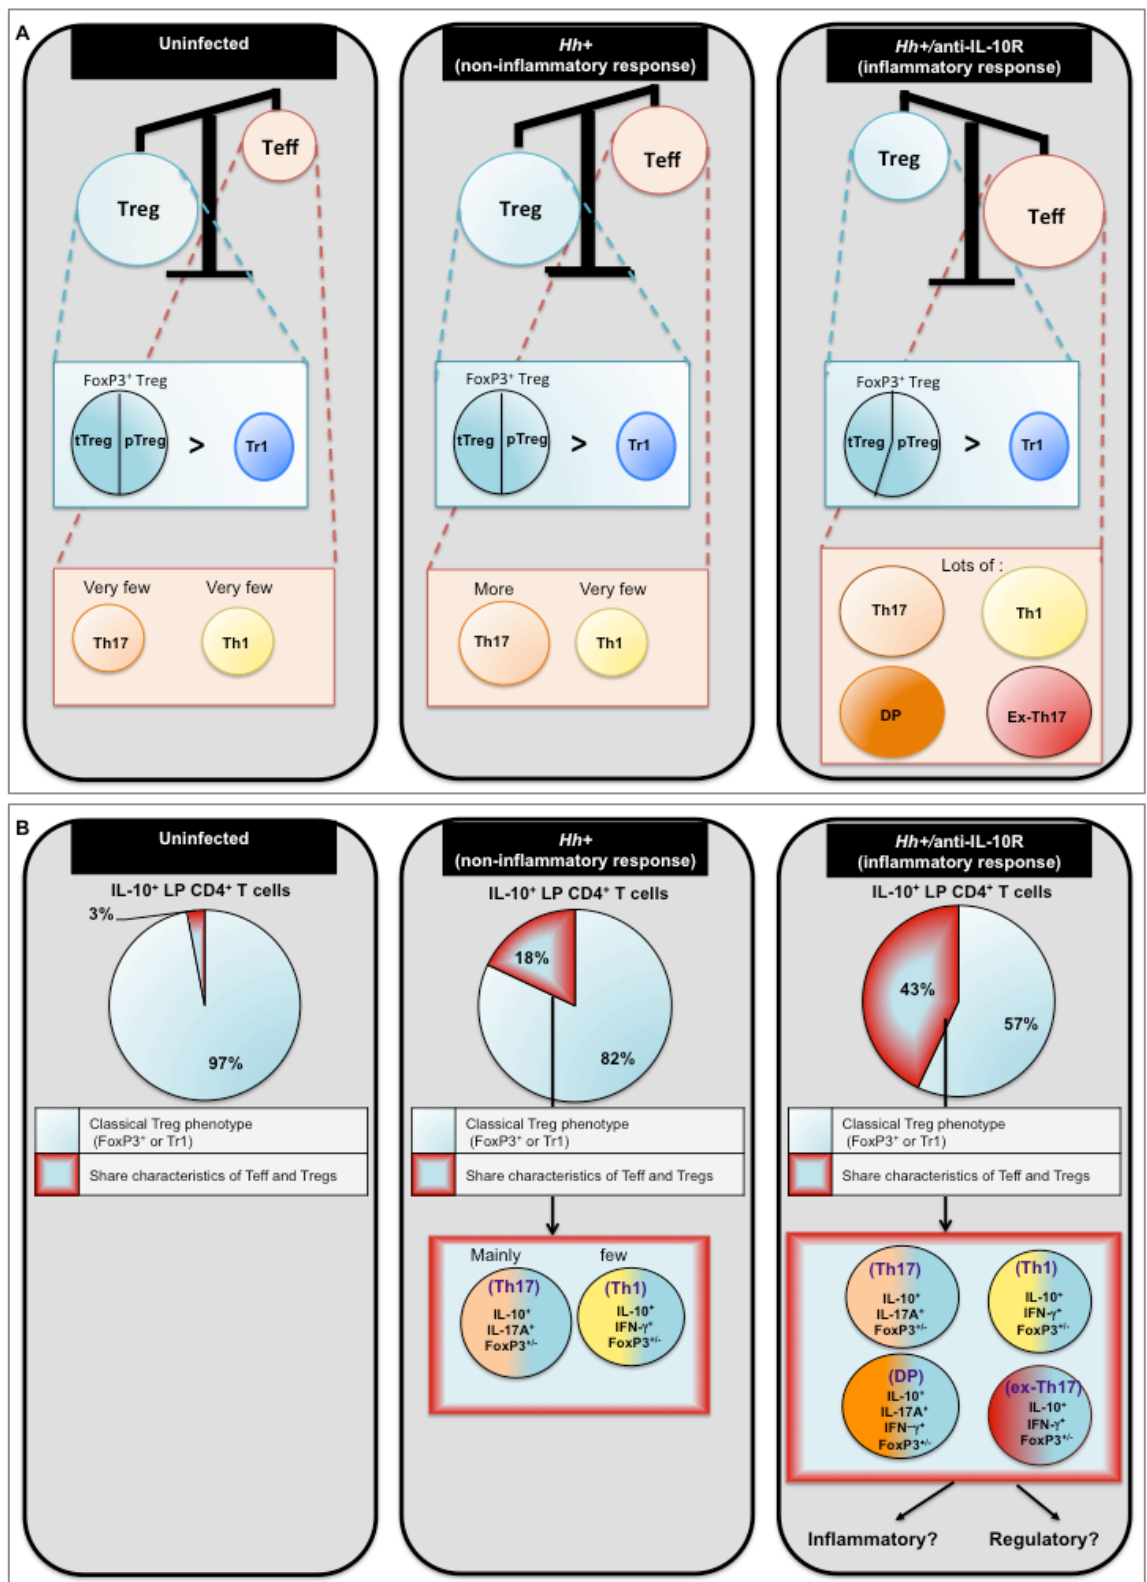 A
Uninfected
Teff
Treg
FoxP3⁺ Treg
tTreg pTreg > Tr1
Very few Very few
Th17 Th1
Hh+
(non-inflammatory response)
Teff
Treg
FoxP3⁺ Treg
tTreg pTreg > Tr1
More Very few
Th17 Th1
Hh+/anti-IL-10R
(inflammatory response)
Treg
Teff
FoxP3⁺ Treg
tTreg pTreg > Tr1
Lots of :
Th17 Th1
DP Ex-Th17
B
Uninfected
IL-10⁺ LP CD4⁺ T cells
3%
97%
Classical Treg phenotype
(FoxP3⁺ or Tr1)
Share characteristics of Teff and Tregs
Hh+
(non-inflammatory response)
IL-10⁺ LP CD4⁺ T cells
18%
82%
Classical Treg phenotype
(FoxP3⁺ or Tr1)
Share characteristics of Teff and Tregs
Mainly few
(Th17)
IL-10⁺
IL-17A⁺
FoxP3⁺/⁻
(Th1)
IL-10⁺
IFN-γ⁺
FoxP3⁺/⁻
Hh+/anti-IL-10R
(inflammatory response)
IL-10⁺ LP CD4⁺ T cells
43%
57%
Classical Treg phenotype
(FoxP3⁺ or Tr1)
Share characteristics of Teff and Tregs
(Th17)
IL-10⁺
IL-17A⁺
FoxP3⁺/⁻
(Th1)
IL-10⁺
IFN-γ⁺
FoxP3⁺/⁻
(DP)
IL-10⁺
IL-17A⁺
IFN-γ⁺
FoxP3⁺/⁻
(ex-Th17)
IL-10⁺
IFN-γ⁺
FoxP3⁺/⁻
Inflammatory? Regulatory?